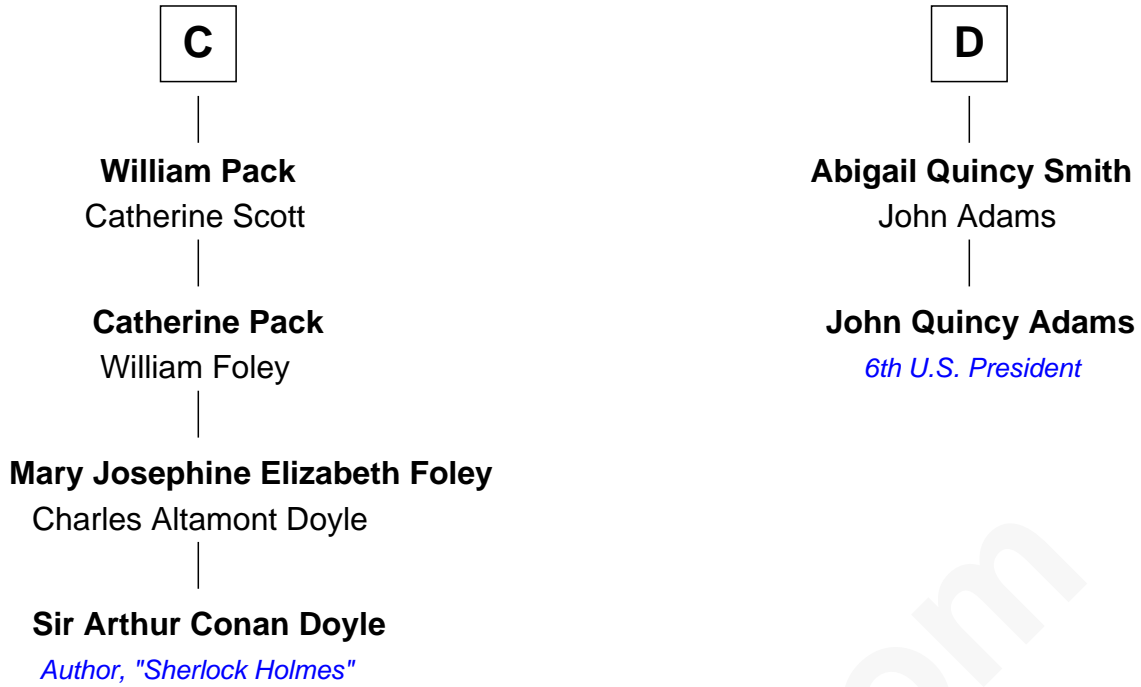 C
William Pack
Catherine Scott
Catherine Pack
William Foley
Mary Josephine Elizabeth Foley
Charles Altamont Doyle
Sir Arthur Conan Doyle
Author, "Sherlock Holmes"
D
Abigail Quincy Smith
John Adams
John Quincy Adams
6th U.S. President
om